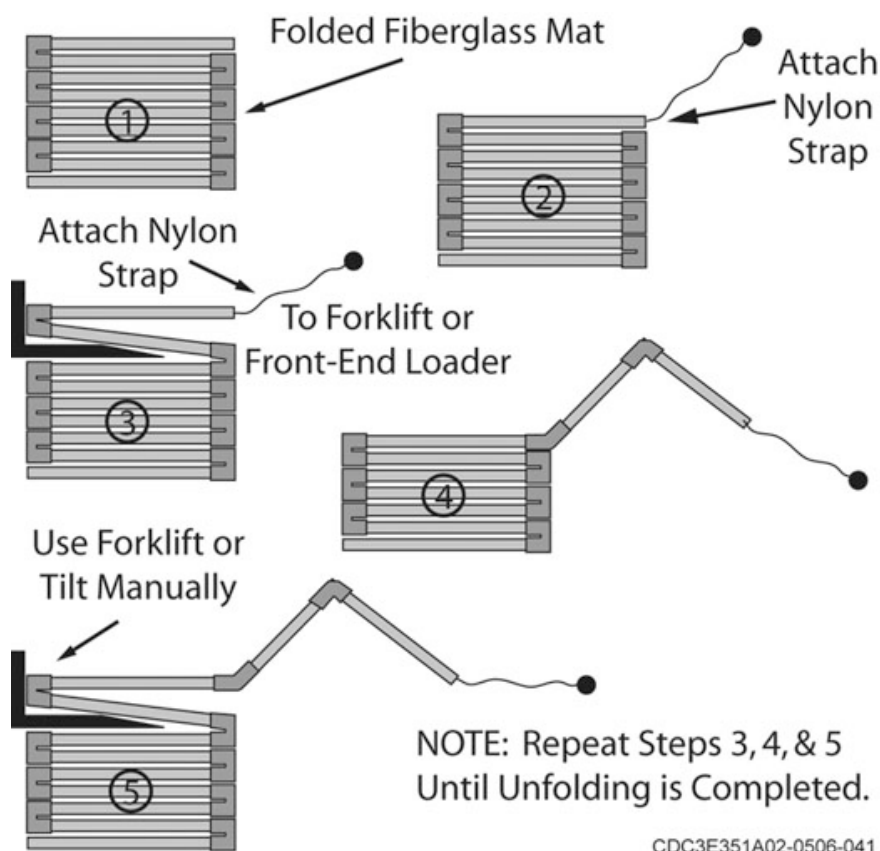 Folded Fiberglass Mat
1
Attach
Nylon
Strap
2
Attach Nylon
Strap
To Forklift or
Front-End Loader
3
4
Use Forklift or
Tilt Manually
5
NOTE: Repeat Steps 3, 4, & 5
Until Unfolding is Completed.
CDC3E351A02-0506-041